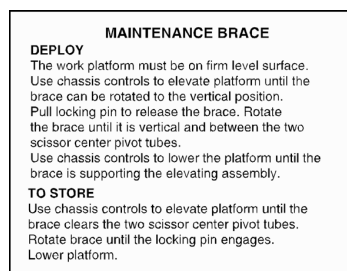 MAINTENANCE BRACE
DEPLOY
The work platform must be on firm level surface.
Use chassis controls to elevate platform until the
brace can be rotated to the vertical position.
Pull locking pin to release the brace. Rotate
the brace until it is vertical and between the two
scissor center pivot tubes.
Use chassis controls to lower the platform until the
brace is supporting the elevating assembly.
TO STORE
Use chassis controls to elevate platform until the
brace clears the two scissor center pivot tubes.
Rotate brace until the locking pin engages.
Lower platform.